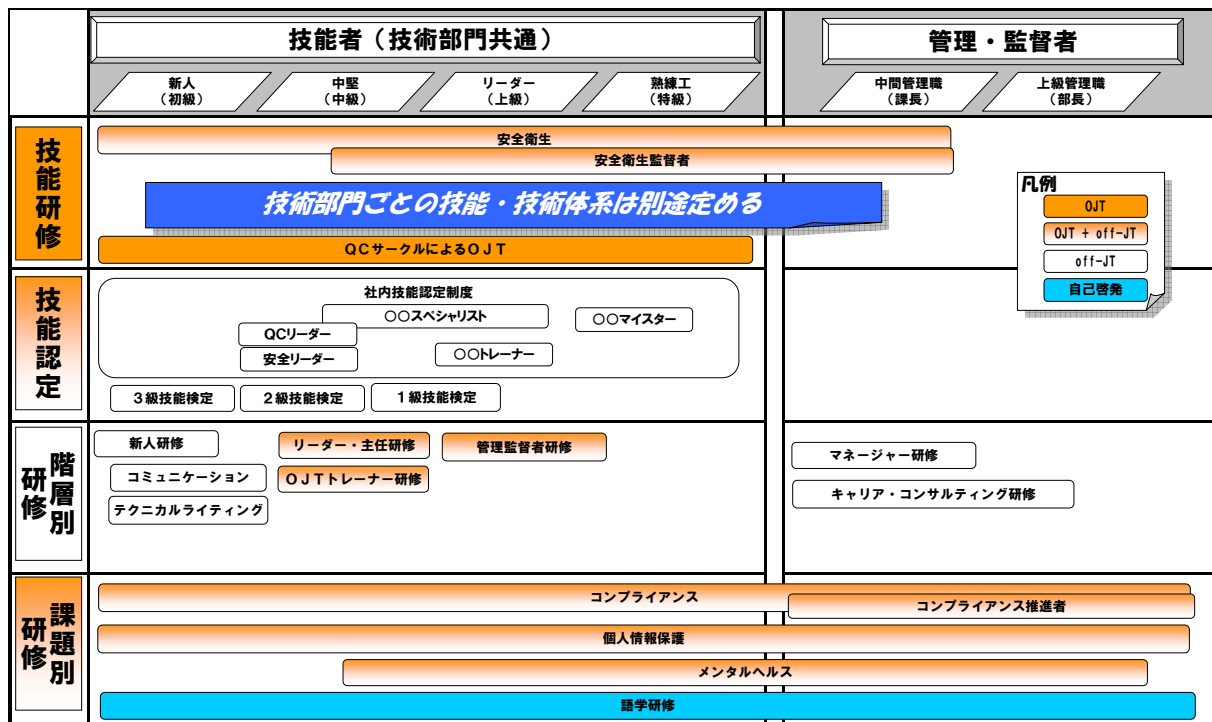 技能者（技術部門共通）
管理・監督者
新人
（初級）
中堅
（中級）
リーダー
（上級）
熟練工
（特級）
中間管理職
（課長）
上級管理職
（部長）
技能研修
安全衛生
安全衛生監督者
技術部門ごとの技能・技術体系は別途定める
QCサークルによるOJT
凡例
OJT
OJT + off-JT
off-JT
自己啓発
技能認定
社内技能認定制度
〇〇スペシャリスト
〇〇マイスター
QCリーダー
安全リーダー
〇〇トレーナー
３級技能検定
２級技能検定
１級技能検定
階層別
研修
新人研修
リーダー・主任研修
管理監督者研修
マネージャー研修
コミュニケーション
ＯＪＴトレーナー研修
キャリア・コンサルティング研修
テクニカルライティング
課題別
研修
コンプライアンス
コンプライアンス推進者
個人情報保護
メンタルヘルス
語学研修